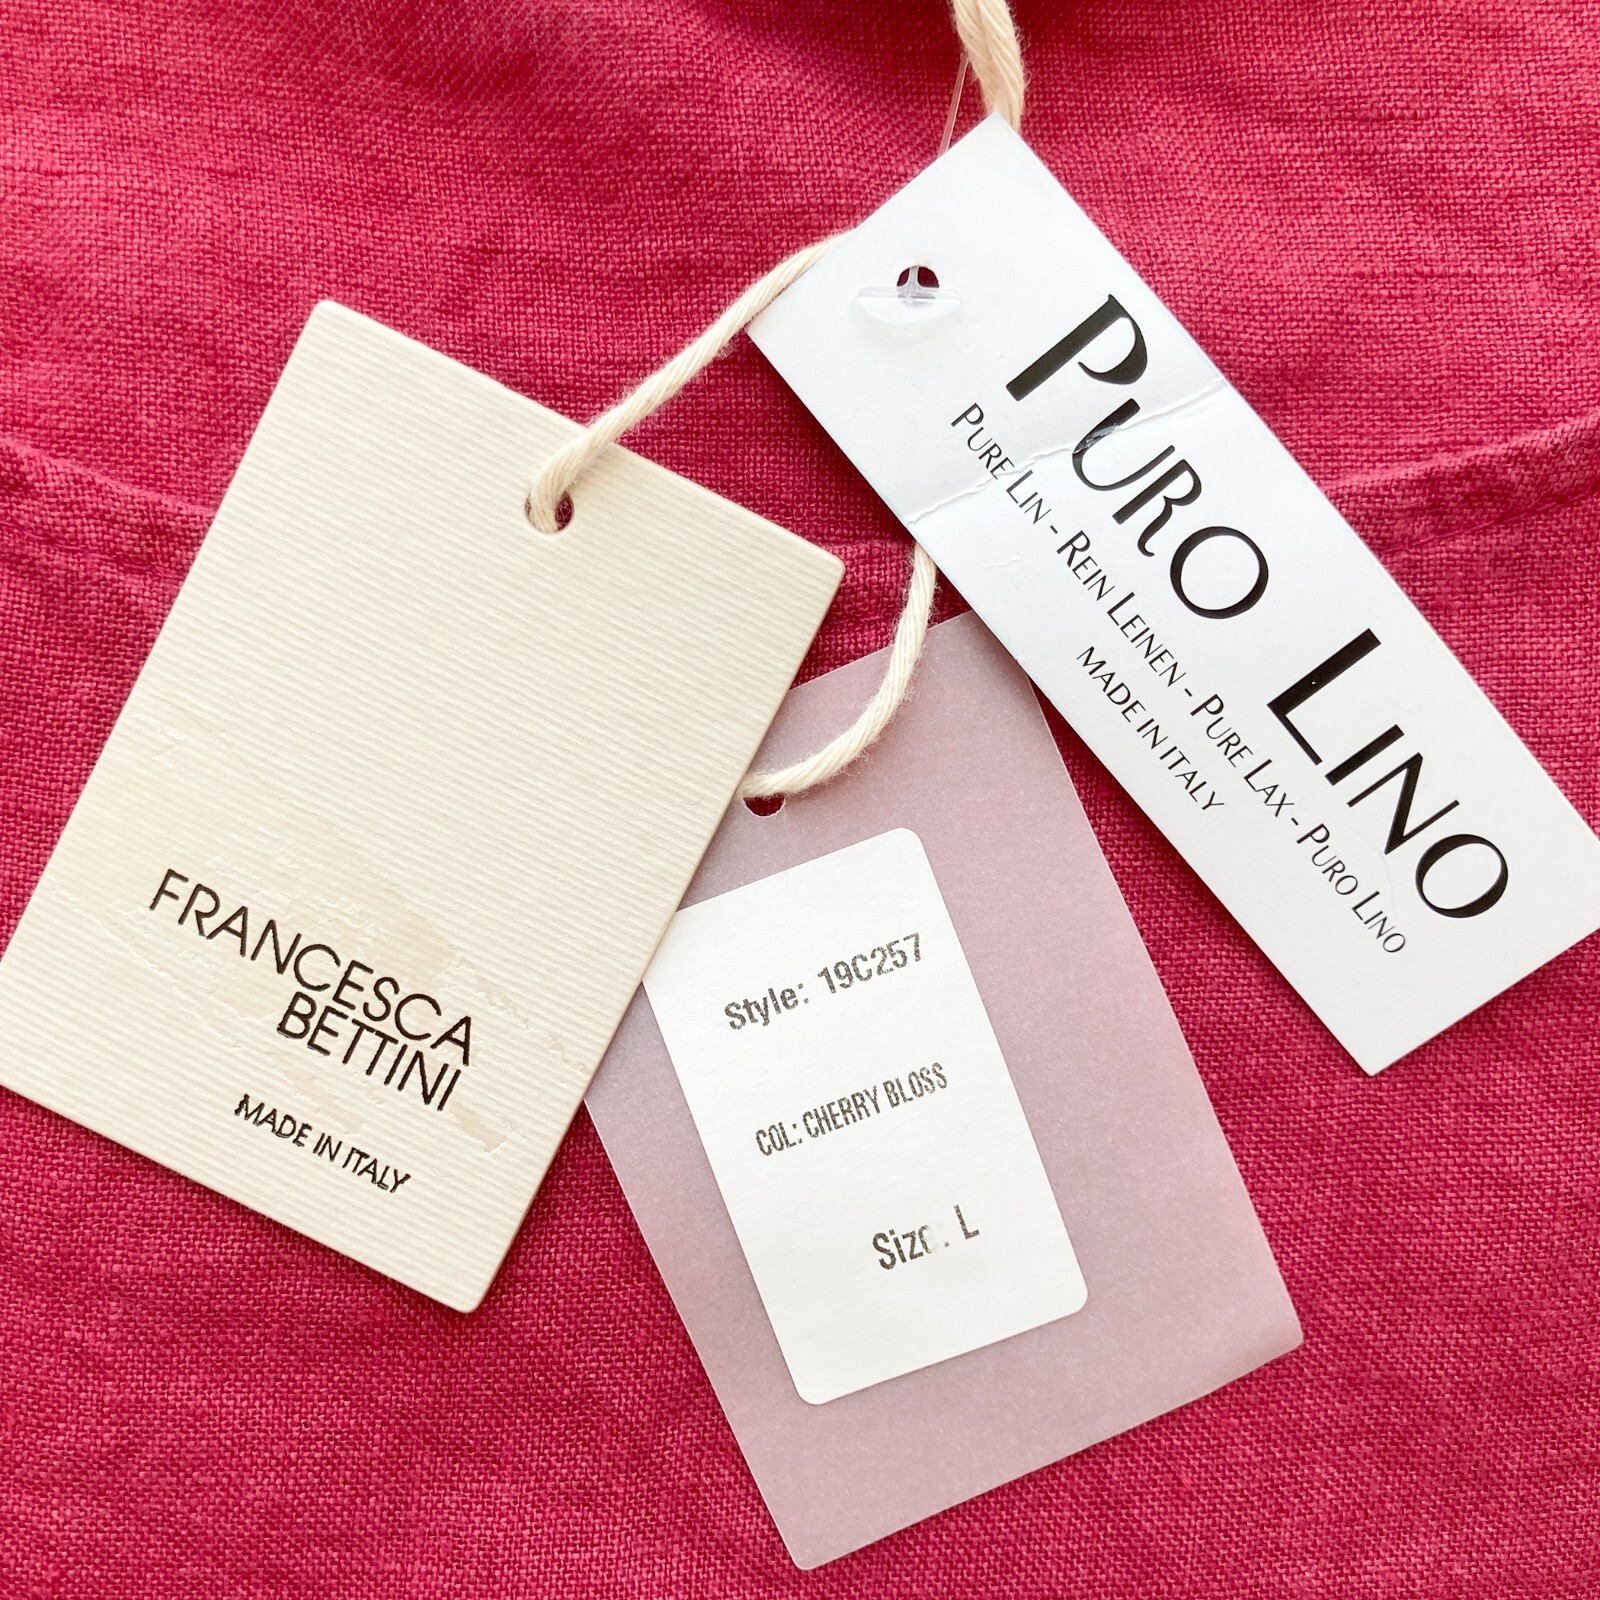 PURO LINO
PURE LIN - REIN LEINEN - PURE LAX - PURO LINO
MADE IN ITALY
FRANCESCA
BETTINI
MADE IN ITALY
Style: 19C257
COL: CHERRY BLOSS
Size: L